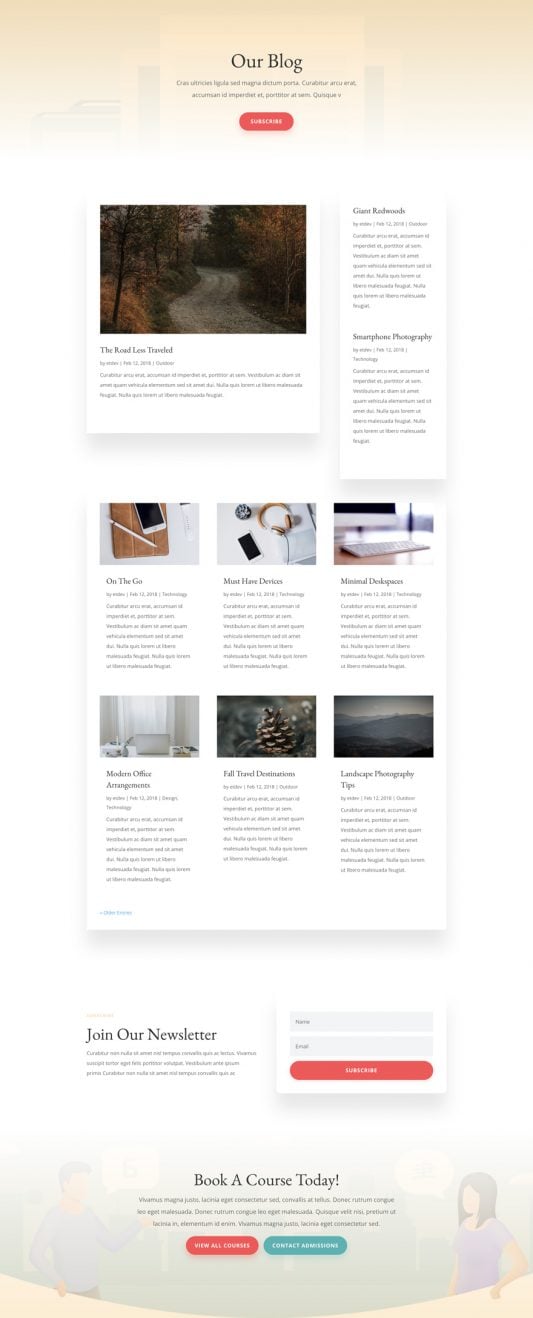 Our Blog
Cras ultricies ligula sed magna dictum porta. Curabitur arcu erat,
accumsan id imperdiet et, porttitor at sem. Quisque v
SUBSCRIBE
The Road Less Traveled
by etdev | Feb 12, 2018 | Outdoor
Curabitur arcu erat, accumsan id imperdiet et, porttitor at sem. Vestibulum ac diam sit
amet quam vehicula elementum sed sit amet dui. Nulla quis lorem ut libero malesuada
feugiat. Nulla quis lorem ut libero malesuada feugiat.
Giant Redwoods
by etdev | Feb 12, 2018 | Outdoor
Curabitur arcu erat, accumsan id
imperdiet et, porttitor at sem.
Vestibulum ac diam sit amet
quam vehicula elementum sed sit
amet dui. Nulla quis lorem ut
libero malesuada feugiat. Nulla
quis lorem ut libero malesuada
feugiat.
Smartphone Photography
by etdev | Feb 12, 2018 |
Technology
Curabitur arcu erat, accumsan id
imperdiet et, porttitor at sem.
Vestibulum ac diam sit amet
quam vehicula elementum sed sit
amet dui. Nulla quis lorem ut
libero malesuada feugiat. Nulla
quis lorem ut libero malesuada
feugiat.
On The Go
by etdev | Feb 12, 2018 | Technology
Curabitur arcu erat, accumsan id
imperdiet et, porttitor at sem.
Vestibulum ac diam sit amet quam
vehicula elementum sed sit amet
dui. Nulla quis lorem ut libero
malesuada feugiat. Nulla quis lorem
ut libero malesuada feugiat.
Must Have Devices
by etdev | Feb 12, 2018 | Technology
Curabitur arcu erat, accumsan id
imperdiet et, porttitor at sem.
Vestibulum ac diam sit amet quam
vehicula elementum sed sit amet
dui. Nulla quis lorem ut libero
malesuada feugiat. Nulla quis lorem
ut libero malesuada feugiat.
Minimal Deskspaces
by etdev | Feb 12, 2018 | Technology
Curabitur arcu erat, accumsan id
imperdiet et, porttitor at sem.
Vestibulum ac diam sit amet quam
vehicula elementum sed sit amet
dui. Nulla quis lorem ut libero
malesuada feugiat. Nulla quis lorem
ut libero malesuada feugiat.
Modern Office
Arrangements
by etdev | Feb 12, 2018 | Design,
Technology
Curabitur arcu erat, accumsan id
imperdiet et, porttitor at sem.
Vestibulum ac diam sit amet quam
vehicula elementum sed sit amet
dui. Nulla quis lorem ut libero
malesuada feugiat. Nulla quis lorem
ut libero malesuada feugiat.
Fall Travel Destinations
by etdev | Feb 12, 2018 | Outdoor
Curabitur arcu erat, accumsan id
imperdiet et, porttitor at sem.
Vestibulum ac diam sit amet quam
vehicula elementum sed sit amet
dui. Nulla quis lorem ut libero
malesuada feugiat. Nulla quis lorem
ut libero malesuada feugiat.
Landscape Photography
Tips
by etdev | Feb 12, 2018 | Outdoor
Curabitur arcu erat, accumsan id
imperdiet et, porttitor at sem.
Vestibulum ac diam sit amet quam
vehicula elementum sed sit amet
dui. Nulla quis lorem ut libero
malesuada feugiat. Nulla quis lorem
ut libero malesuada feugiat.
« Older Entries
SUBSCRIBE
Join Our Newsletter
Curabitur non nulla sit amet nisl tempus convallis quis ac lectus. Vivamus
suscipit tortor eget felis porttitor volutpat. Vestibulum ante ipsum
primis Curabitur non nulla sit amet nisl tempus convallis quis ac
Name
Email
SUBSCRIBE
Book A Course Today!
Vivamus magna justo, lacinia eget consectetur sed, convallis at tellus. Donec rutrum congue
leo eget malesuada. Donec rutrum congue leo eget malesuada. Quisque velit nisi, pretium ut
lacinia in, elementum id enim. Vivamus magna justo, lacinia eget consectetur sed.
VIEW ALL COURSES
CONTACT ADMISSIONS